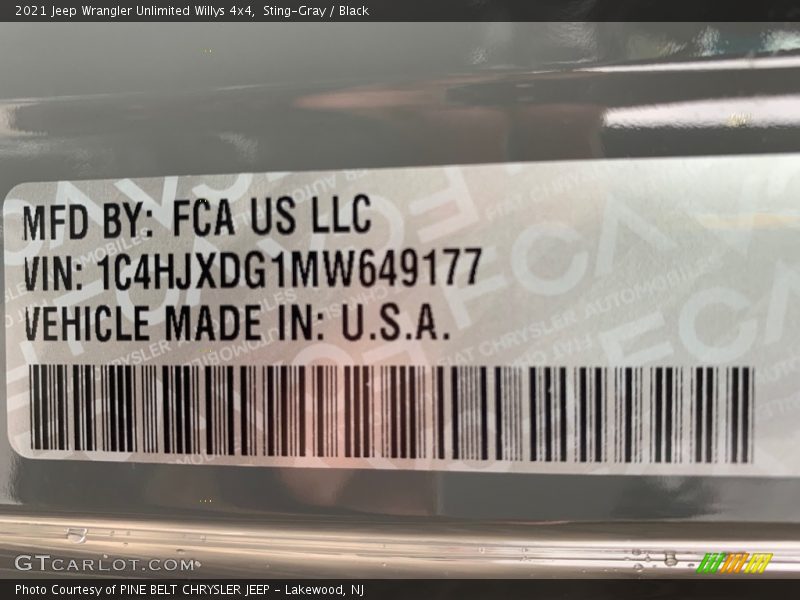 2021 Jeep Wrangler Unlimited Willys 4x4, Sting-Gray / Black
MFD BY: FCA US LLC
VIN: 1C4HJXDG1MW649177
VEHICLE MADE IN: U.S.A.
GTCarlot.com
Photo Courtesy of PINE BELT CHRYSLER JEEP - Lakewood, NJ